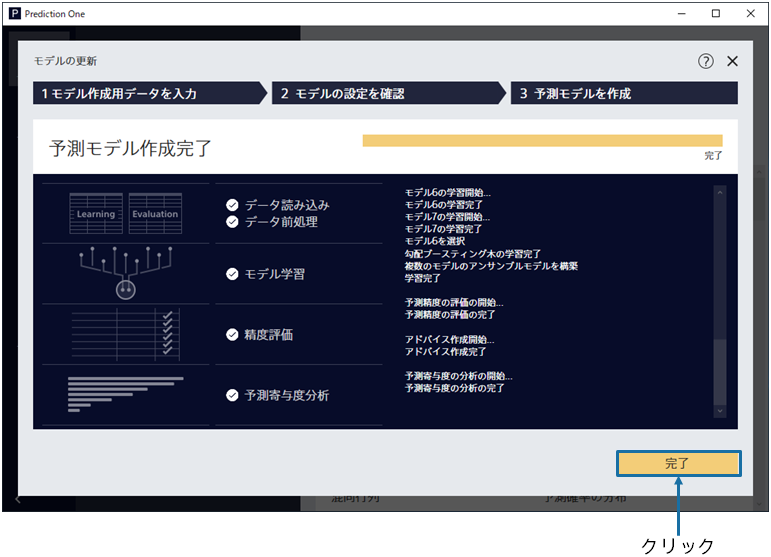 Prediction One
モデルの更新
1 モデル作成用データを入力
2 モデルの設定を確認
3 予測モデルを作成
予測モデル作成完了
完了
Learning
Evaluation
データ読み込み
データ前処理
モデル学習
精度評価
予測寄与度分析
モデル6の学習開始...
モデル6の学習完了
モデル7の学習開始...
モデル7の学習完了
モデル6を選択
勾配ブースティング木の学習完了
複数のモデルのアンサンブルモデルを構築
学習完了
予測精度の評価の開始...
予測精度の評価の完了
アドバイス作成開始...
アドバイス作成完了
予測寄与度の分析の開始...
予測寄与度の分析の完了
完了
混同行列
予測確率の分布
クリック